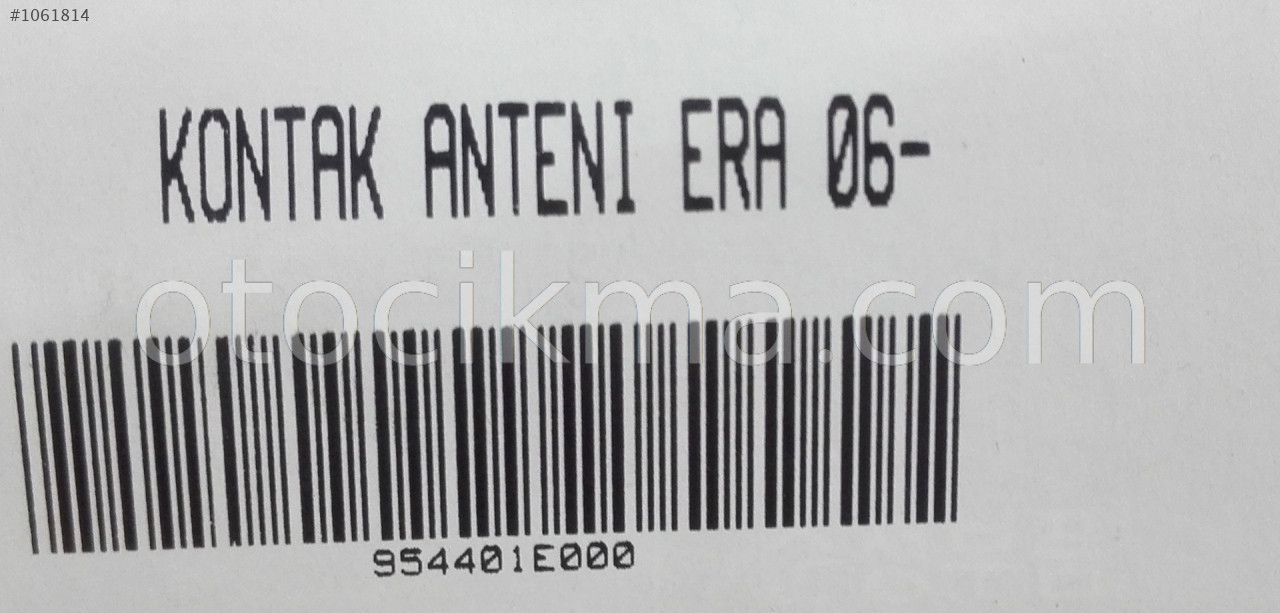 #1061814
KONTAK ANTENI ERA 06-
otocikma.com
954401E000